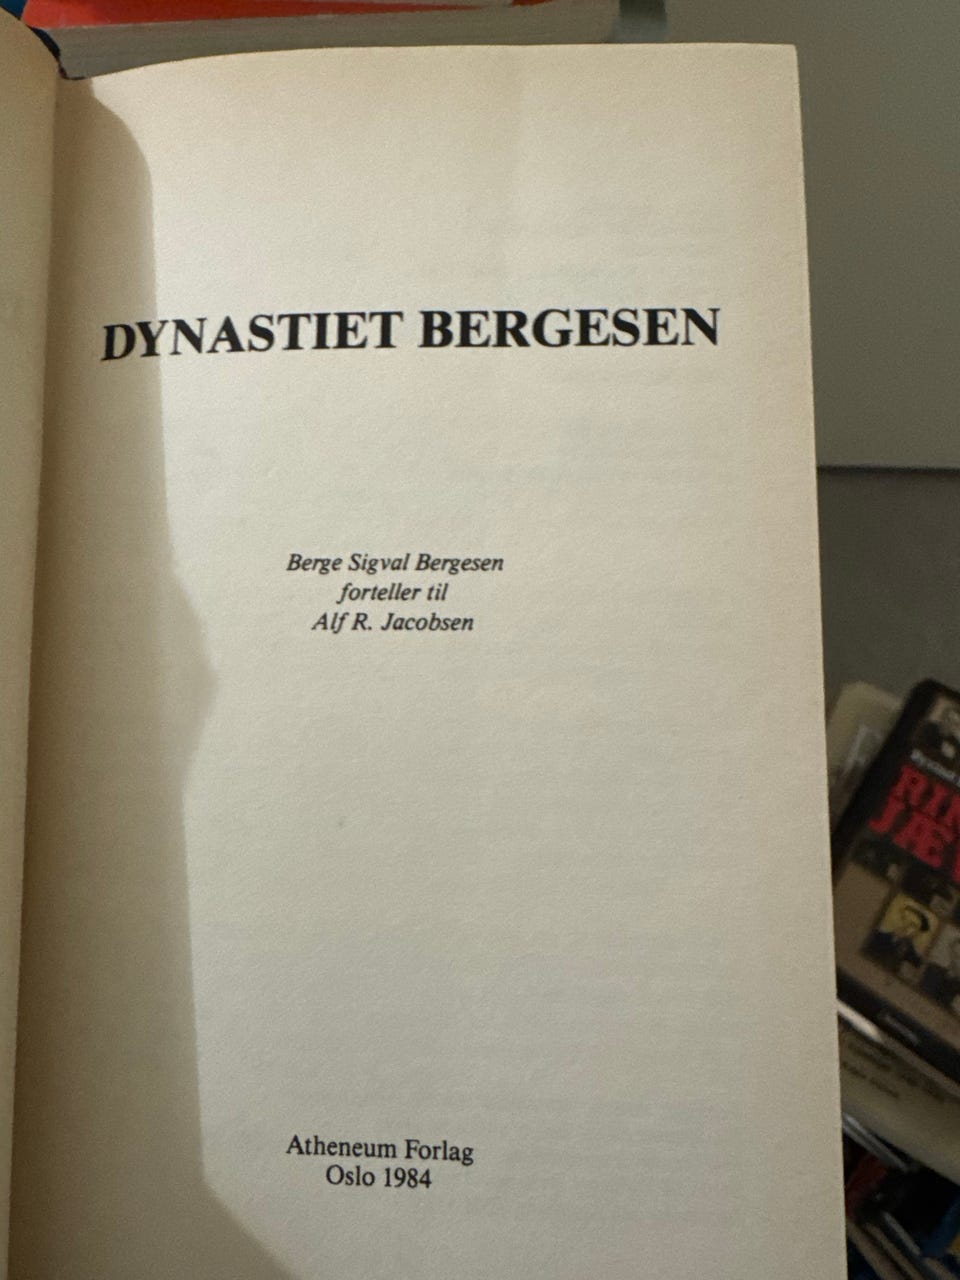 DYNASTIET BERGESEN
Berge Sigval Bergesen
forteller til
Alf R. Jacobsen
Atheneum Forlag
Oslo 1984